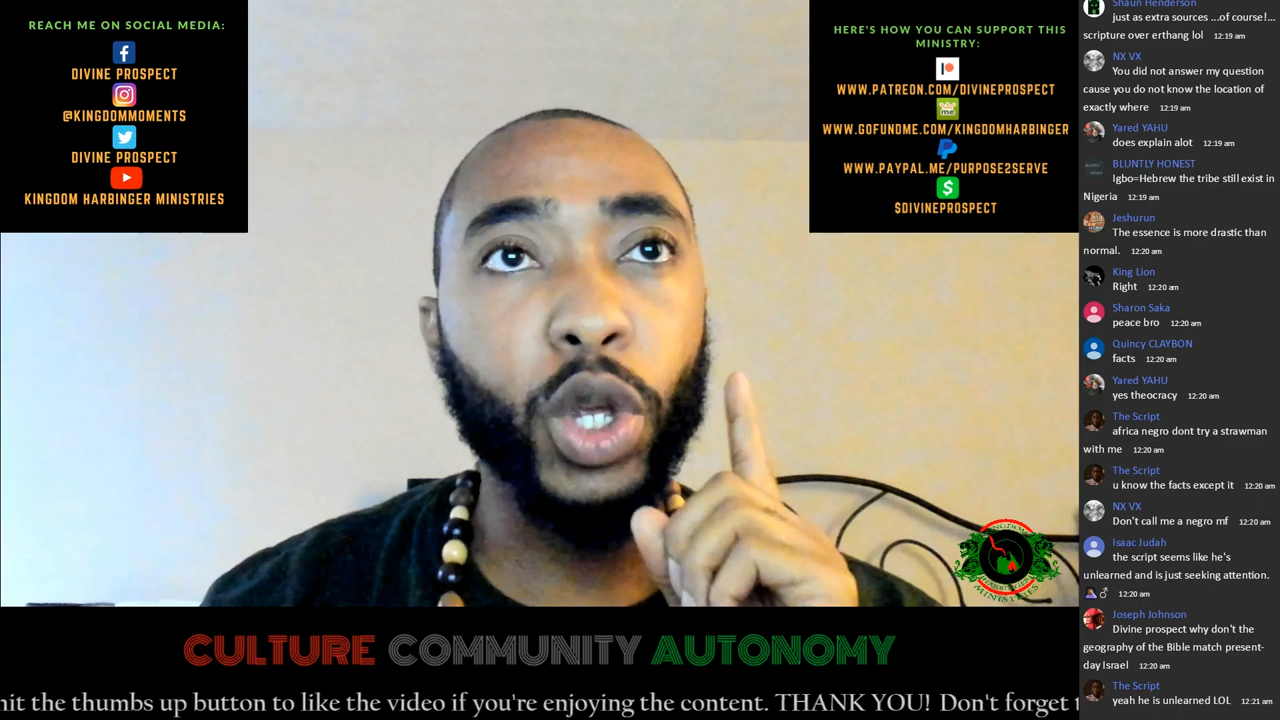 REACH ME ON SOCIAL MEDIA:
DIVINE PROSPECT
@KINGDOMMOMENTS
DIVINE PROSPECT
KINGDOM HARBINGER MINISTRIES
HERE'S HOW YOU CAN SUPPORT THIS
MINISTRY:
WWW.PATREON.COM/DIVINEPROSPECT
me
WWW.GOFUNDME.COM/KINGDOMHARBINGER
WWW.PAYPAL.ME/PURPOSE2SERVE
$DIVINEPROSPECT
Shaun Henderson
just as extra sources ...of course!...
scripture over erthang lol 12:19 am
NX VX
You did not answer my question
cause you do not know the location of
exactly where 12:19 am
Yared YAHU
does explain alot 12:19 am
BLUNTLY HONEST
Igbo=Hebrew the tribe still exist in
Nigeria 12:19 am
Jeshurun
The essence is more drastic than
normal. 12:20 am
King Lion
Right 12:20 am
Sharon Saka
peace bro 12:20 am
Quincy CLAYBON
facts 12:20 am
Yared YAHU
yes theocracy 12:20 am
The Script
africa negro dont try a strawman
with me 12:20 am
The Script
u know the facts except it 12:20 am
NX VX
Don't call me a negro mf 12:20 am
Isaac Judah
the script seems like he's
unlearned and is just seeking attention.
12:20 am
Joseph Johnson
Divine prospect why don't the
geography of the Bible match present-
day Israel 12:20 am
The Script
yeah he is unlearned LOL 12:21 am
KINGDOM
HARBINGER
MINISTRIES
CULTURE COMMUNITY AUTONOMY
hit the thumbs up button to like the video if you're enjoying the content. THANK YOU! Don't forget